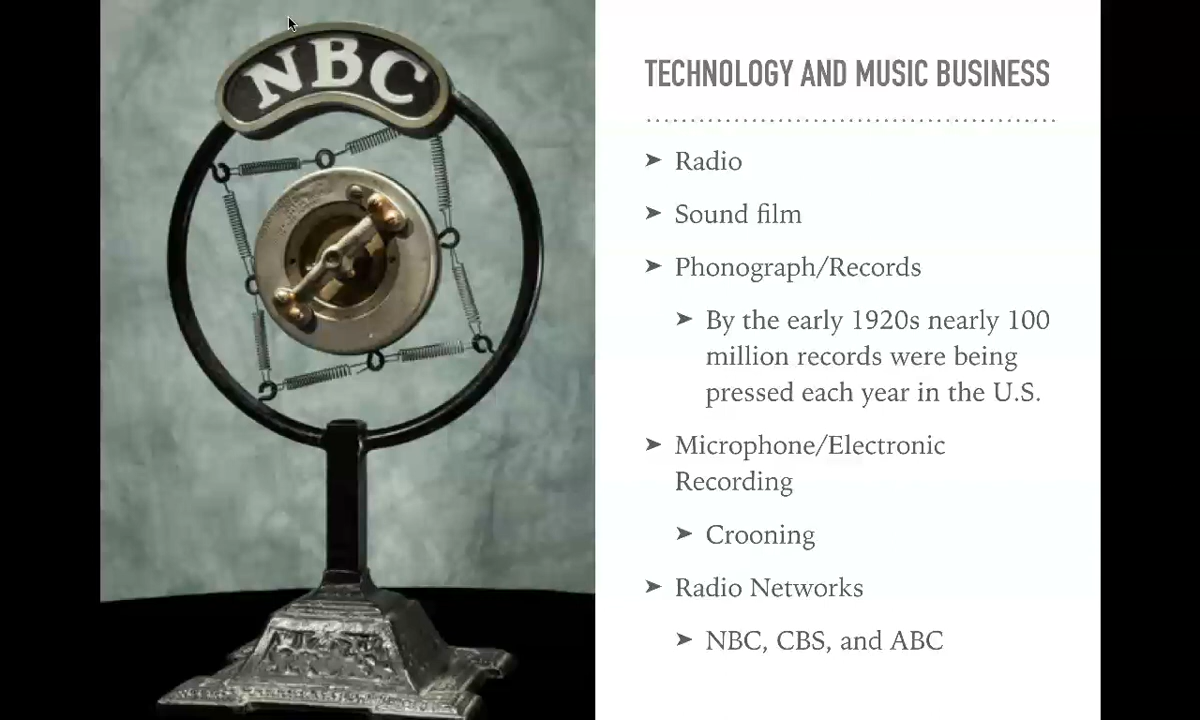 NBC
TECHNOLOGY AND MUSIC BUSINESS
➤ Radio
➤ Sound film
➤ Phonograph/Records
➤ By the early 1920s nearly 100
million records were being
pressed each year in the U.S.
➤ Microphone/Electronic
Recording
➤ Crooning
➤ Radio Networks
➤ NBC, CBS, and ABC